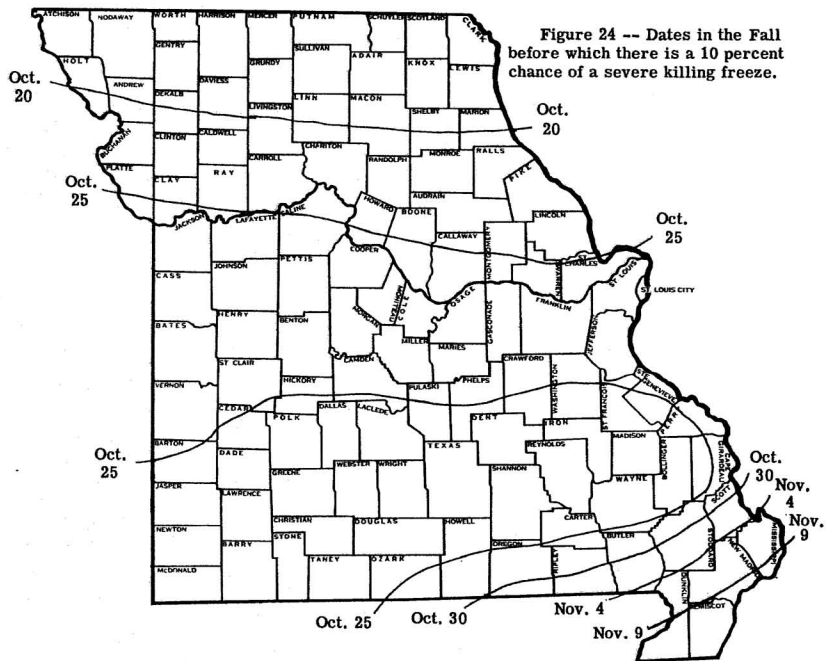 Figure 24 -- Dates in the Fall
before which there is a 10 percent
chance of a severe killing freeze.
ATCHISON
NODAWAY
WORTH
HARRISON
MERCER
PUTNAM
SCHUYLER
SCOTLAND
CLARK
HOLT
GENTRY
SULLIVAN
ADAIR
KNOX
LEWIS
GRUNDY
ANDREW
DAVIESS
Oct.
20
DEKALB
LIVINGSTON
LINN
MACON
SHELBY
MARION
Oct.
20
BUCHANAN
CLINTON
CALDWELL
CHARITON
RANDOLPH
MONROE
RALLS
PLATTE
CARROLL
PIKE
Oct.
25
CLAY
RAY
AUDRAIN
HOWARD
BOONE
LINCOLN
Oct.
25
JACKSON
LAFAYETTE
SALINE
CALLAWAY
MONTGOMERY
WARREN
ST.
CHARLES
COOPER
ST LOUIS
ST LOUIS CITY
CASS
JOHNSON
PETTIS
MONITEAU
COLE
OSAGE
GASCONADE
FRANKLIN
BATES
HENRY
BENTON
MORGAN
MILLER
MARIES
JEFFERSON
ST CLAIR
CAMDEN
CRAWFORD
VERNON
HICKORY
PULASKI
PHELPS
WASHINGTON
ST FRANCIS
STE.
GENEVIEVE
PERRY
CEDAR
POLK
DALLAS
LACLEDE
DENT
IRON
Oct.
25
BARTON
DADE
TEXAS
REYNOLDS
MADISON
BOLLINGER
CAPE
GIRARDEAU
GREENE
WEBSTER
WRIGHT
SHANNON
WAYNE
Oct.
30
JASPER
LAWRENCE
SCOTT
Nov.
4
NEWTON
CHRISTIAN
DOUGLAS
HOWELL
CARTER
BUTLER
STODDARD
MISSISSIPPI
Nov.
9
BARRY
STONE
OREGON
RIPLEY
NEW MADRID
McDONALD
TANEY
OZARK
DUNKLIN
PEMISCOT
Oct. 25
Oct. 30
Nov. 4
Nov. 9